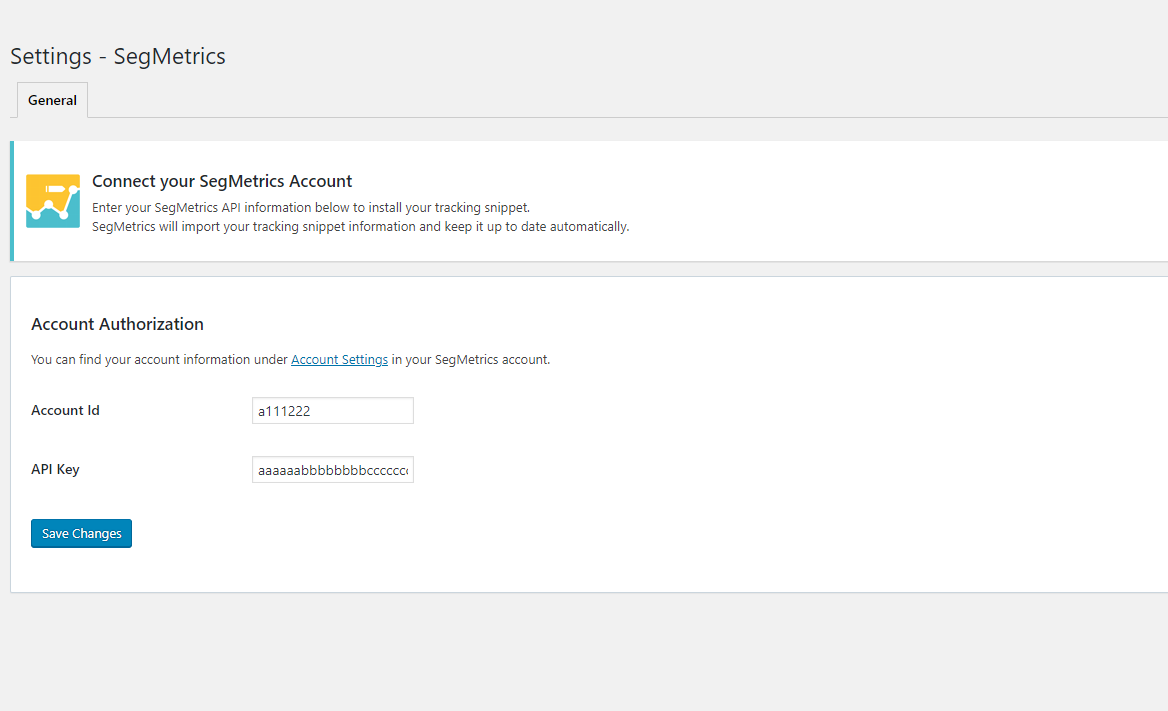 Settings - SegMetrics
General
Connect your SegMetrics Account
Enter your SegMetrics API information below to install your tracking snippet.
SegMetrics will import your tracking snippet information and keep it up to date automatically.
Account Authorization
You can find your account information under Account Settings in your SegMetrics account.
Account Id
a111222
API Key
Save Changes